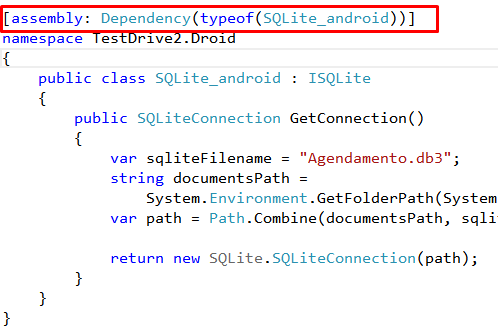 [assembly: Dependency(typeof(SQLite_android))]
namespace TestDrive2.Droid
{
public class SQLite_android : ISQLite
{
public SQLiteConnection GetConnection()
{
var sqliteFilename = "Agendamento.db3";
string documentsPath =
System.Environment.GetFolderPath(System
var path = Path.Combine(documentsPath, sqlit
return new SQLite.SQLiteConnection(path);
}
}
}